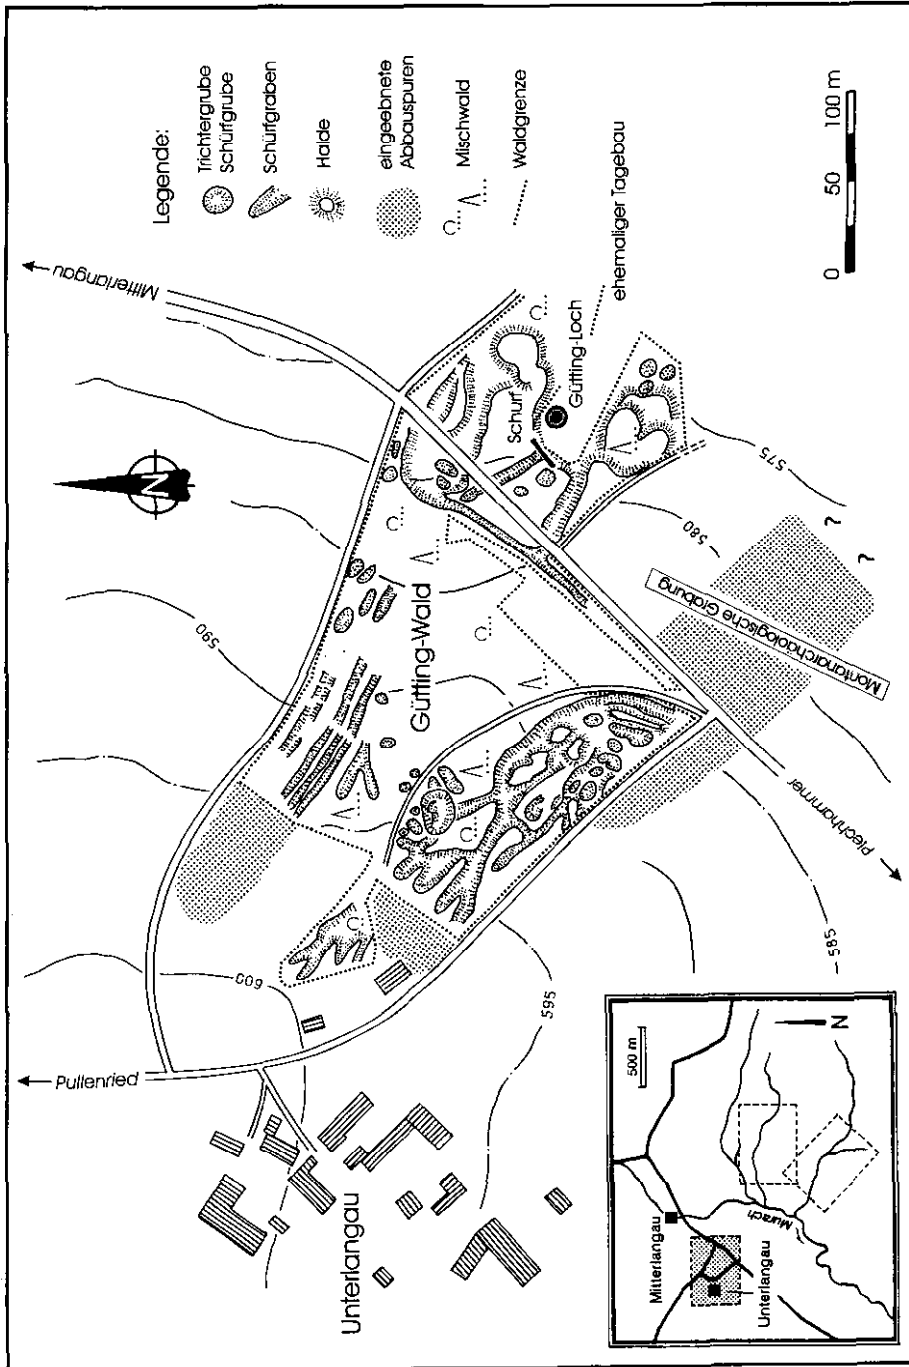 Legende:
Trichtergrube
Schürfgrube
Schürfgraben
Halde
eingeebnete
Abbauspuren
Mischwald
Waldgrenze
0
50
100 m
Mitterlangau
N
590
Gütting-Wald
Schurf
Gütting-Loch
ehemaliger Tagebau
575
580
?
?
Montanarchäologische Grabung
Plechhammer
585
595
600
Pullenried
Unterlangau
500 m
N
Mitterlangau
Unterlangau
Murach